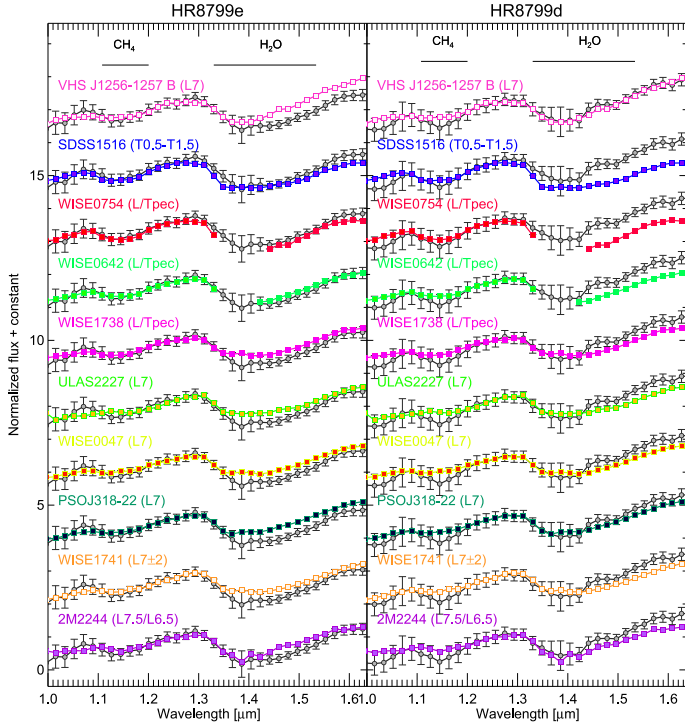 HR8799e
HR8799d
CH4
H2O
CH4
H2O
VHS J1256-1257 B (L7)
VHS J1256-1257 B (L7)
SDSS1516 (T0.5-T1.5)
SDSS1516 (T0.5-T1.5)
15
WISE0754 (L/Tpec)
WISE0754 (L/Tpec)
WISE0642 (L/Tpec)
WISE0642 (L/Tpec)
10
WISE1738 (L/Tpec)
WISE1738 (L/Tpec)
ULAS2227 (L7)
ULAS2227 (L7)
WISE0047 (L7)
WISE0047 (L7)
5
PSOJ318-22 (L7)
PSOJ318-22 (L7)
WISE1741 (L7±2)
WISE1741 (L7±2)
2M2244 (L7.5/L6.5)
2M2244 (L7.5/L6.5)
0
Normalized flux + constant
1.0 1.1 1.2 1.3 1.4 1.5 1.6
1.0 1.1 1.2 1.3 1.4 1.5 1.6
Wavelength [μm]
Wavelength [μm]